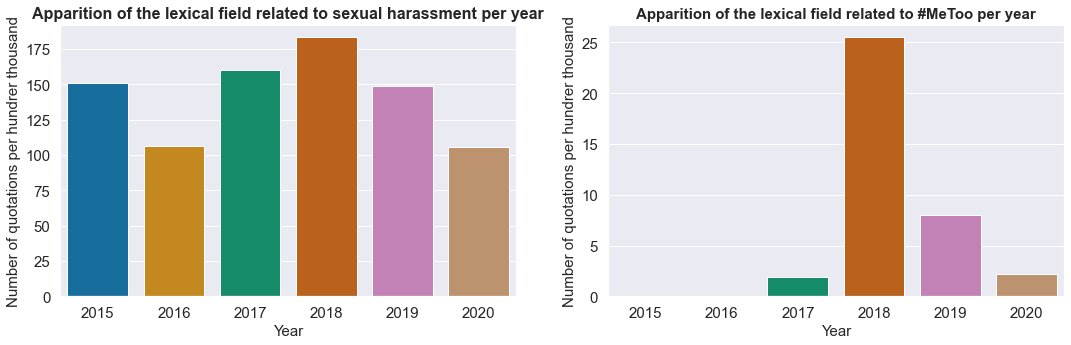 Apparition of the lexical field related to sexual harassment per year
Number of quotations per hundrer thousand
175
150
125
100
75
50
25
0
2015 2016 2017 2018 2019 2020
Year
Apparition of the lexical field related to #MeToo per year
Number of quotations per hundrer thousand
25
20
15
10
5
0
2015 2016 2017 2018 2019 2020
Year